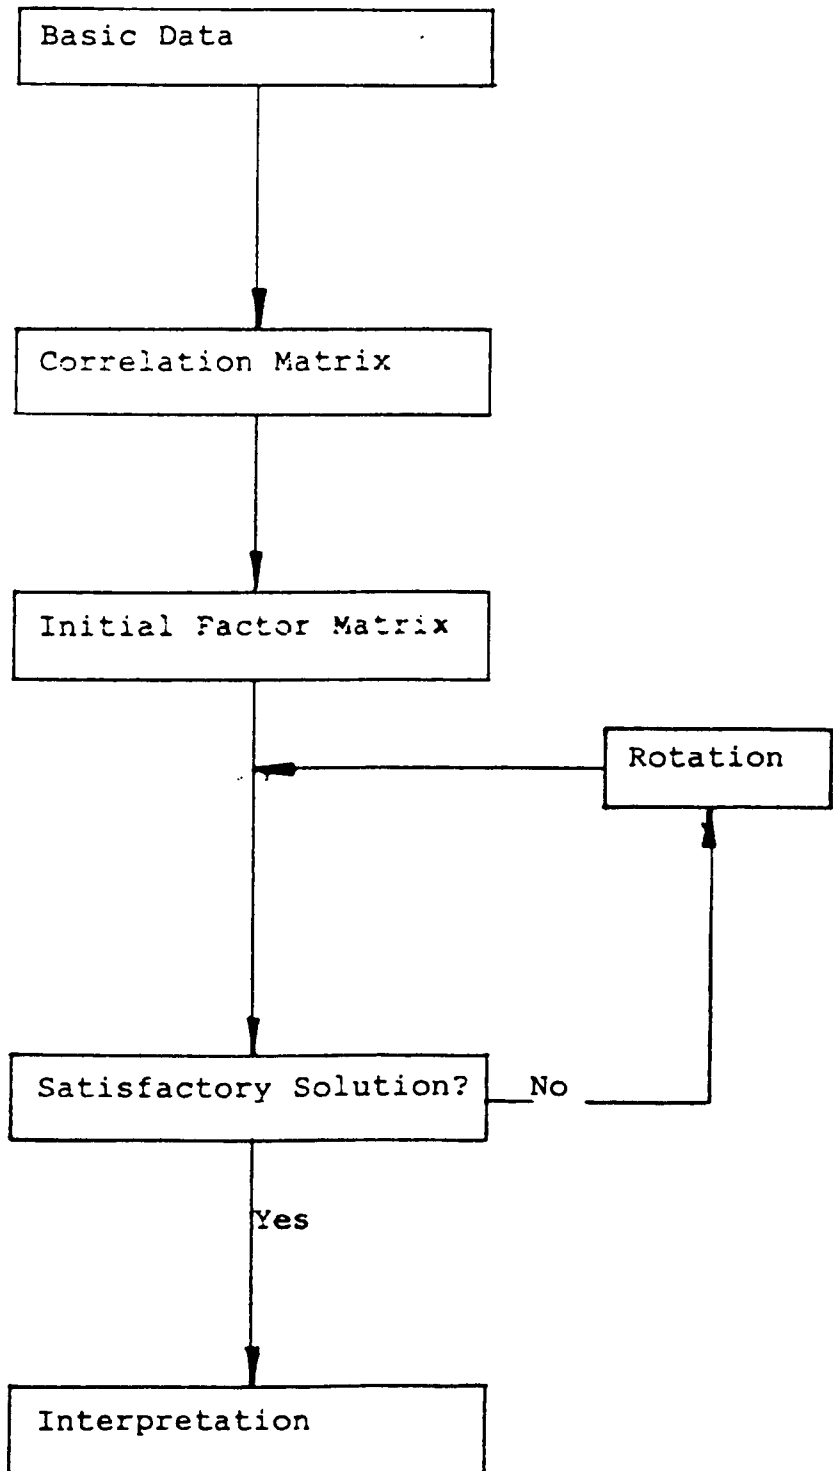 Basic Data
Correlation Matrix
Initial Factor Matrix
Rotation
Satisfactory Solution?
No
Yes
Interpretation